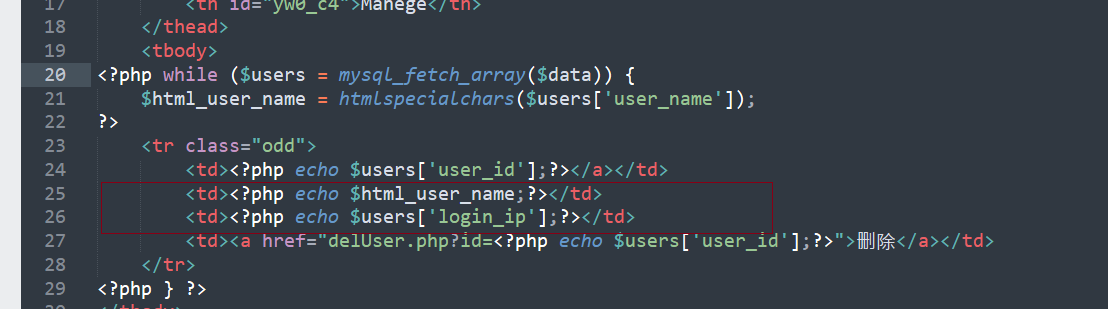 17 <th id="yw0_c4">Manege</th>
18 </thead>
19 <tbody>
20 <?php while ($users = mysql_fetch_array($data)) {
21 $html_user_name = htmlspecialchars($users['user_name']);
22 ?>
23 <tr class="odd">
24 <td><?php echo $users['user_id'];?></a></td>
25 <td><?php echo $html_user_name;?></td>
26 <td><?php echo $users['login_ip'];?></td>
27 <td><a href="delUser.php?id=<?php echo $users['user_id'];?>">删除</a></td>
28 </tr>
29 <?php } ?>
30 </tbody>